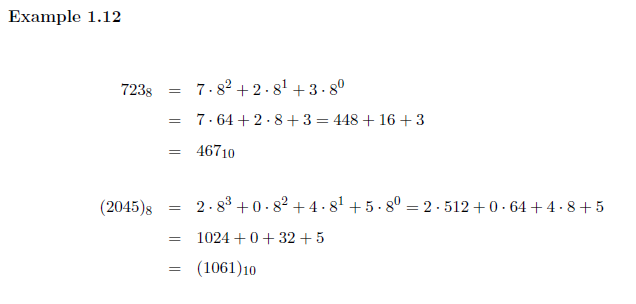 Example 1.12
723₈ = 7 · 8² + 2 · 8¹ + 3 · 8⁰
= 7 · 64 + 2 · 8 + 3 = 448 + 16 + 3
= 467₁₀
(2045)₈ = 2 · 8³ + 0 · 8² + 4 · 8¹ + 5 · 8⁰ = 2 · 512 + 0 · 64 + 4 · 8 + 5
= 1024 + 0 + 32 + 5
= (1061)₁₀